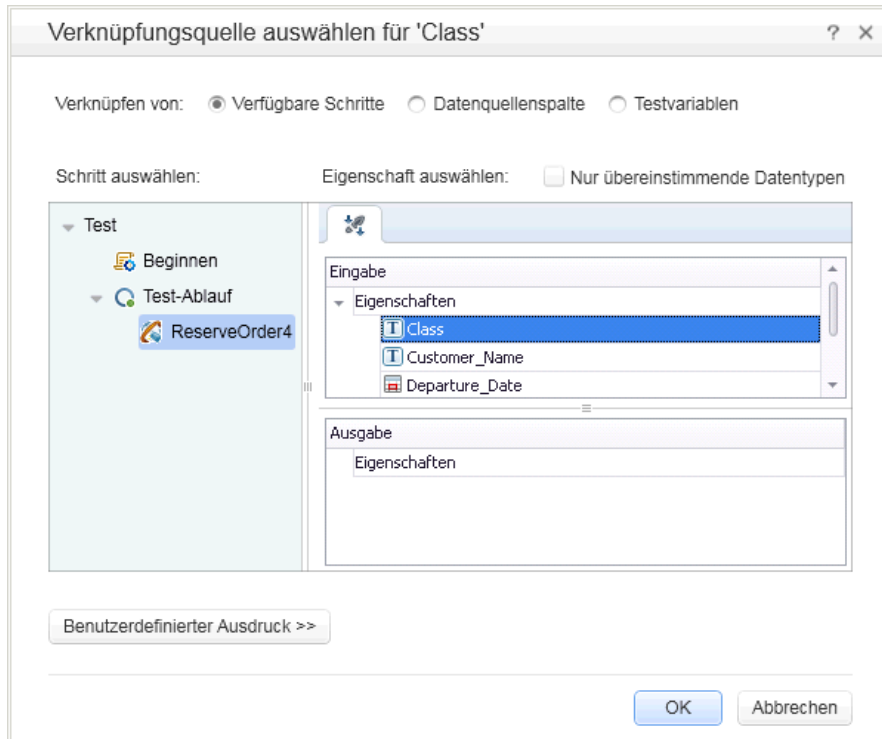 Verknüpfungsquelle auswählen für 'Class'
Verknüpfen von: Verfügbare Schritte Datenquellenspalte Testvariablen
Schritt auswählen: Eigenschaft auswählen: Nur übereinstimmende Datentypen
Test
Beginnen
Test-Ablauf
ReserveOrder4
Eingabe
Eigenschaften
Class
Customer_Name
Departure_Date
Ausgabe
Eigenschaften
Benutzerdefinierter Ausdruck >>
OK Abbrechen